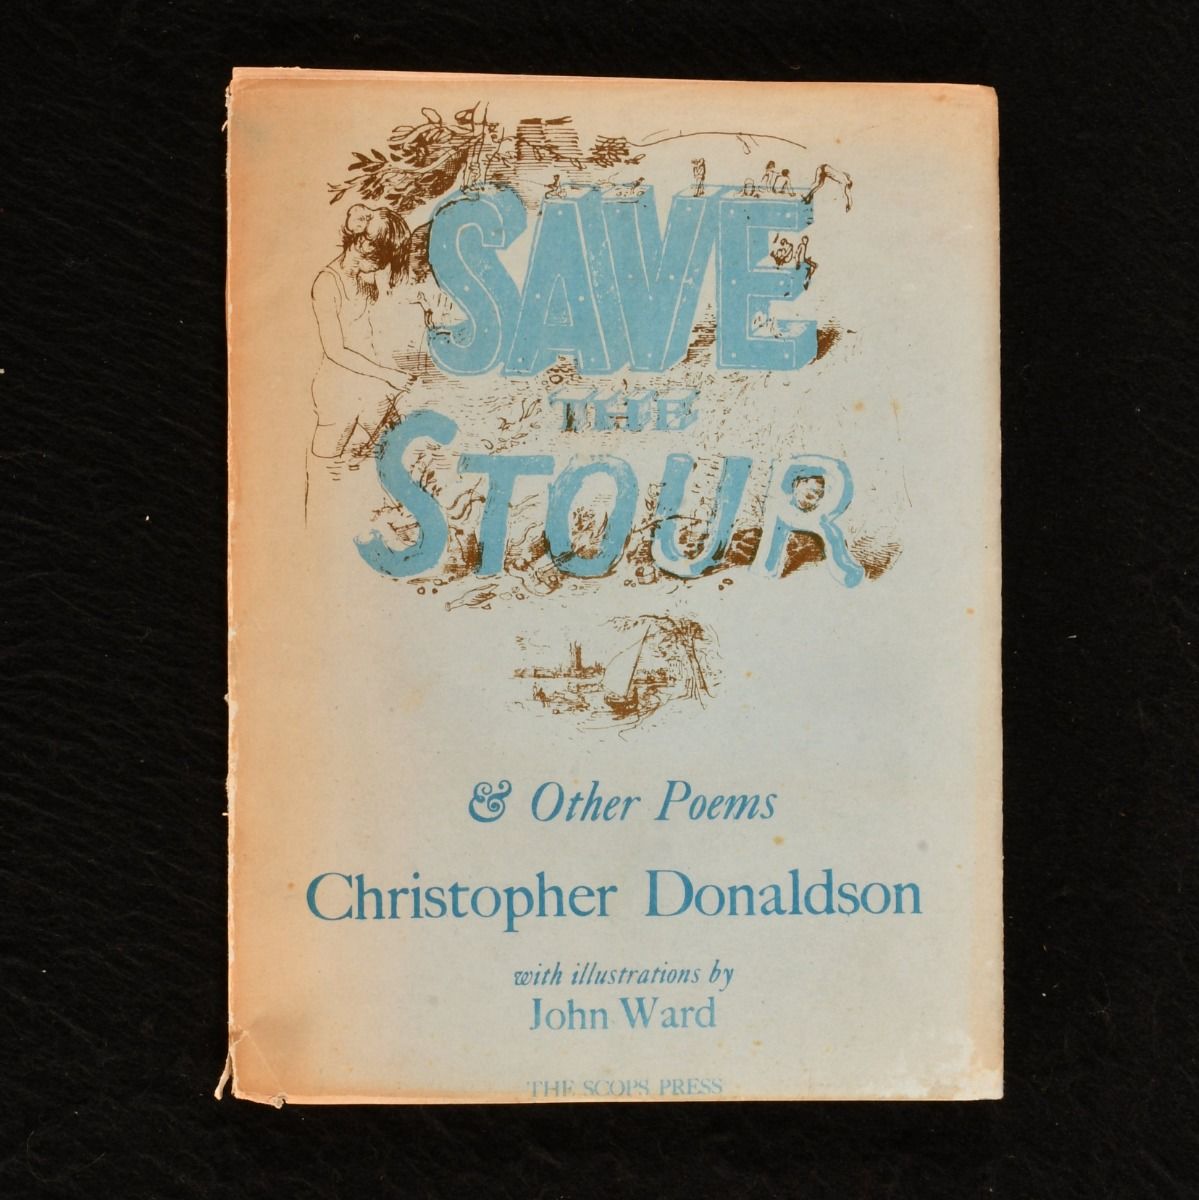 SAVE
THE
STOUR
& Other Poems
Christopher Donaldson
with illustrations by
John Ward
THE SCOPS PRESS